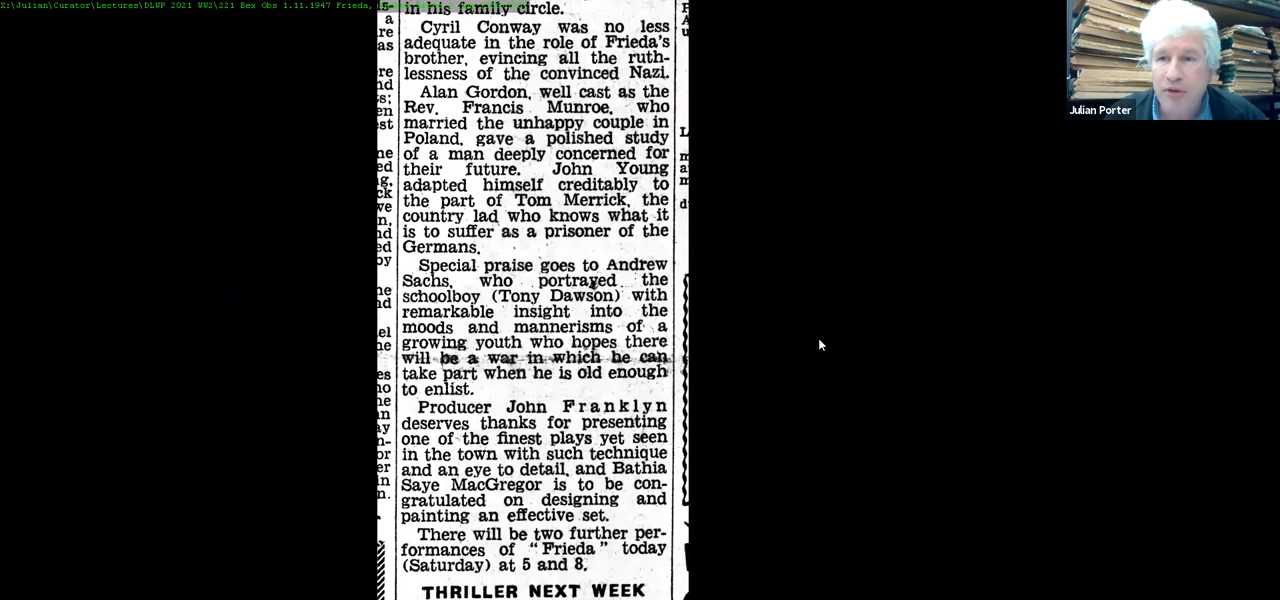 X:\Julian\Curator\Lectures\DLWP 2021 WW2\221 Bex Obs 1.11.1947 Frieda,
in his family circle.
Cyril Conway was no less
adequate in the role of Frieda's
brother, evincing all the ruth-
lessness of the convinced Nazi.
Alan Gordon, well cast as the
Rev. Francis Munroe, who
married the unhappy couple in
Poland, gave a polished study
of a man deeply concerned for
their future. John Young
adapted himself creditably to
the part of Tom Merrick, the
country lad who knows what it
is to suffer as a prisoner of the
Germans.
Special praise goes to Andrew
Sachs, who portrayed the
schoolboy (Tony Dawson) with
remarkable insight into the
moods and mannerisms of a
growing youth who hopes there
will be a war in which he can
take part when he is old enough
to enlist.
Producer John Franklyn
deserves thanks for presenting
one of the finest plays yet seen
in the town with such technique
and an eye to detail, and Bathia
Saye MacGregor is to be con-
gratulated on designing and
painting an effective set.
There will be two further per-
formances of "Frieda" today
(Saturday) at 5 and 8.
THRILLER NEXT WEEK
Julian Porter